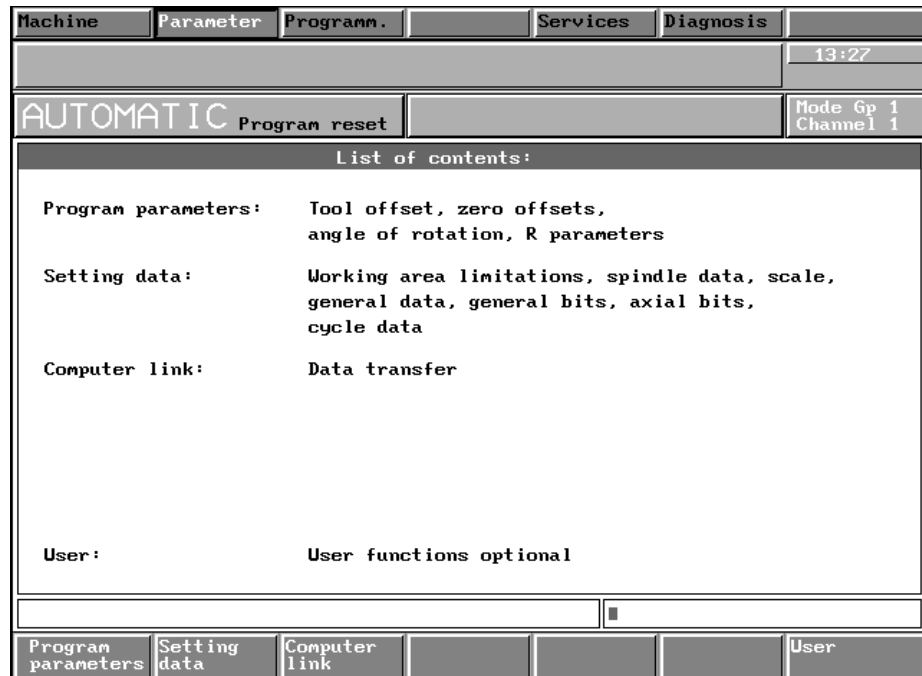 Machine Parameter Programm. Services Diagnosis
13:27
AUTOMATIC Program reset
Mode Gp 1
Channel 1
List of contents:
Program parameters: Tool offset, zero offsets,
angle of rotation, R parameters
Setting data: Working area limitations, spindle data, scale,
general data, general bits, axial bits,
cycle data
Computer link: Data transfer
User: User functions optional
Program parameters
Setting data
Computer link
User